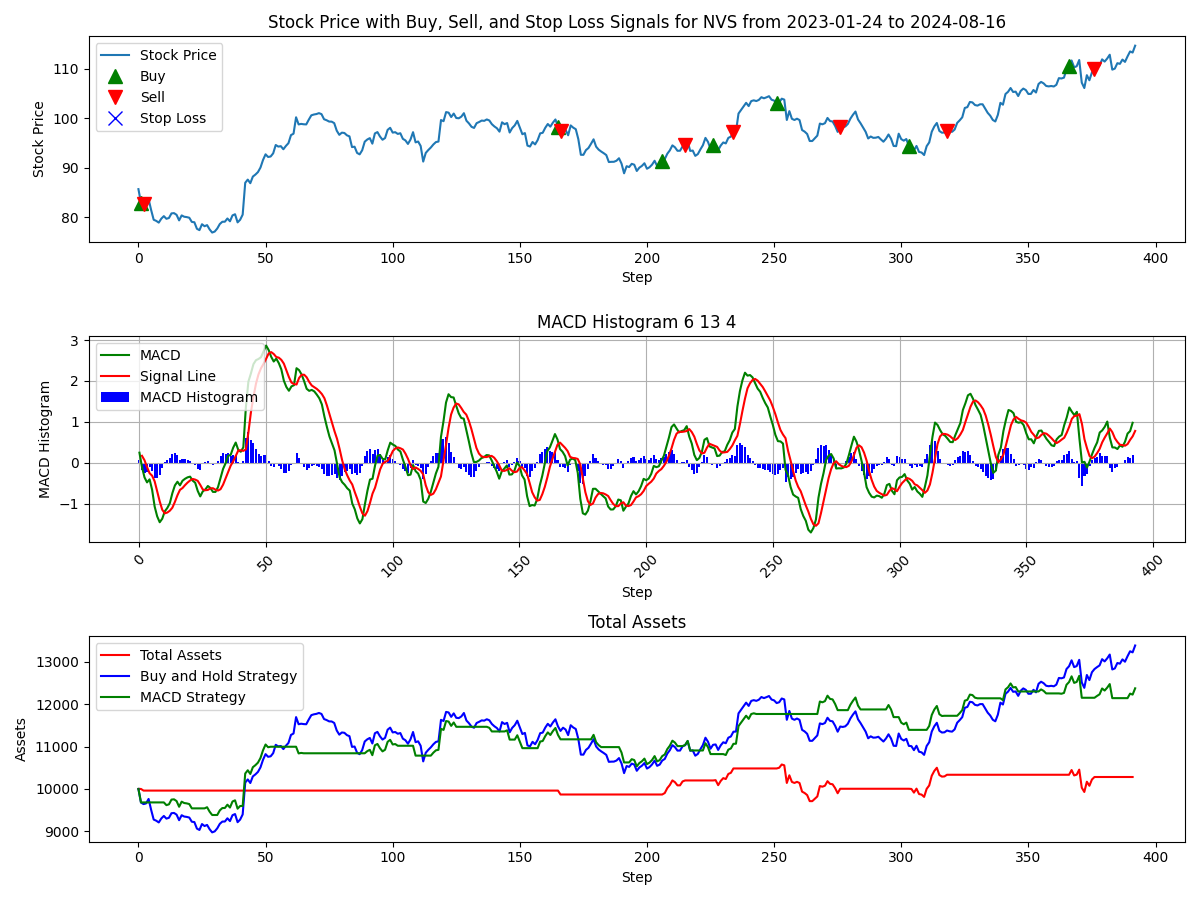 Stock Price with Buy, Sell, and Stop Loss Signals for NVS from 2023-01-24 to 2024-08-16
Stock Price
Stock Price
Buy
Sell
Stop Loss
110
100
90
80
0 50 100 150 200 250 300 350 400
Step
MACD Histogram 6 13 4
MACD Histogram
MACD
Signal Line
MACD Histogram
3
2
1
0
−1
0 50 100 150 200 250 300 350 400
Step
Total Assets
Assets
Total Assets
Buy and Hold Strategy
MACD Strategy
13000
12000
11000
10000
9000
0 50 100 150 200 250 300 350 400
Step